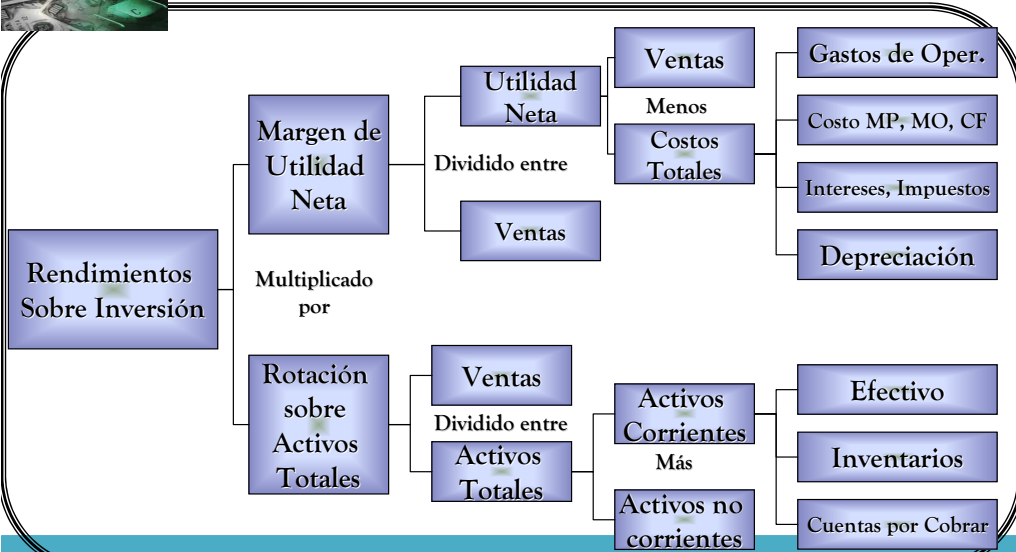 Rendimientos
Sobre Inversión
Margen de
Utilidad
Neta
Multiplicado
por
Rotación
sobre
Activos
Totales
Utilidad
Neta
Dividido entre
Ventas
Ventas
Menos
Costos
Totales
Gastos de Oper.
Costo MP, MO, CF
Intereses, Impuestos
Depreciación
Ventas
Dividido entre
Activos
Totales
Activos
Corrientes
Más
Activos no
corrientes
Efectivo
Inventarios
Cuentas por Cobrar